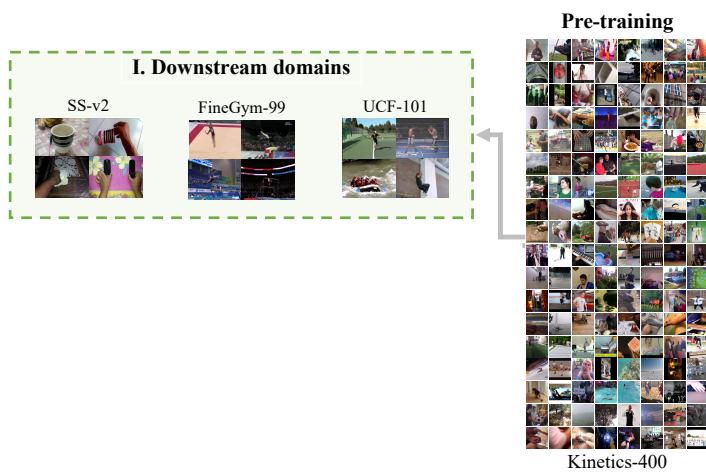 Pre-training
I. Downstream domains
SS-v2
FineGym-99
UCF-101
Kinetics-400